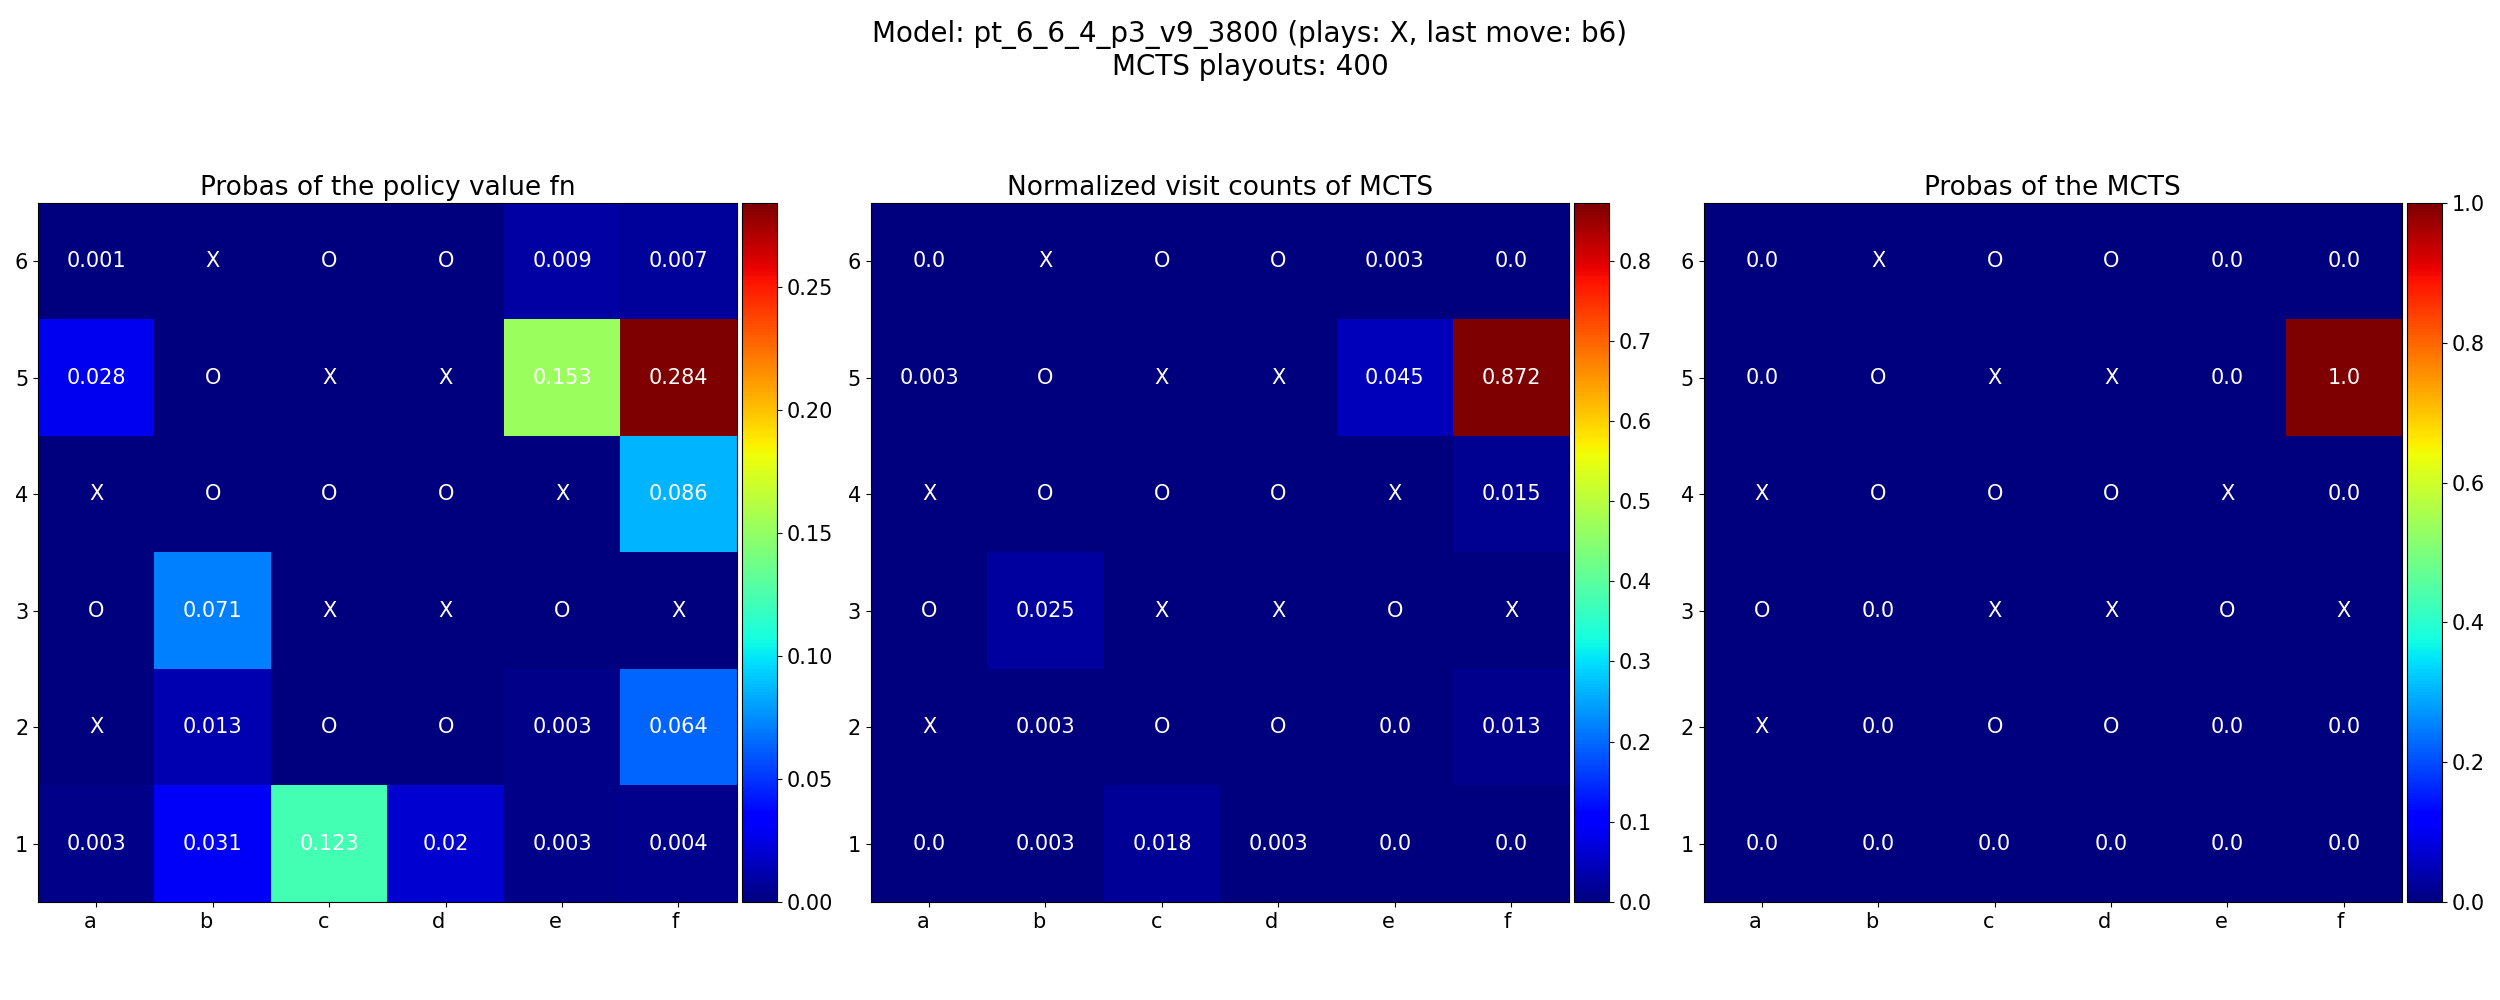 Model: pt_6_6_4_p3_v9_3800 (plays: X, last move: b6)
MCTS playouts: 400
Probas of the policy value fn
6 0.001 X O O 0.009 0.007
5 0.028 O X X 0.153 0.284
4 X O O O X 0.086
3 O 0.071 X X O X
2 X 0.013 O O 0.003 0.064
1 0.003 0.031 0.123 0.02 0.003 0.004
a b c d e f
0.25
0.20
0.15
0.10
0.05
0.00
Normalized visit counts of MCTS
6 0.0 X O O 0.003 0.0
5 0.003 O X X 0.045 0.872
4 X O O O X 0.015
3 O 0.025 X X O X
2 X 0.003 O O 0.0 0.013
1 0.0 0.003 0.018 0.003 0.0 0.0
a b c d e f
0.8
0.7
0.6
0.5
0.4
0.3
0.2
0.1
0.0
Probas of the MCTS
6 0.0 X O O 0.0 0.0
5 0.0 O X X 0.0 1.0
4 X O O O X 0.0
3 O 0.0 X X O X
2 X 0.0 O O 0.0 0.0
1 0.0 0.0 0.0 0.0 0.0 0.0
a b c d e f
1.0
0.8
0.6
0.4
0.2
0.0